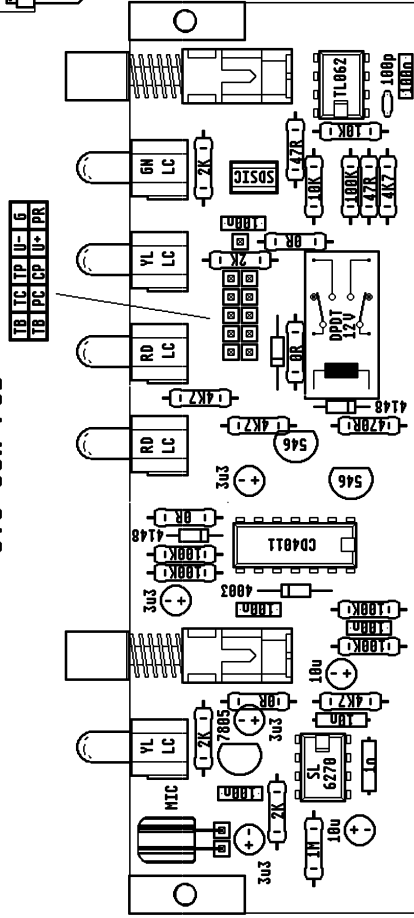 TL062
100p
100n
10K
GN LC
2K
SDSIC
47R
10K
100K
47R
4K7
TB TC TP U- G
TB PC CP U+ PR
100n
0R
YL LC
2K
DPDT
12V
RD LC
0R
4K7
4148
RD LC
4K7
546
470R
3u3
546
0R
4148
CD4011
100K
100K
3u3
4003
100n
100K
100n
100K
10u
0R
4K7
7805
3u3
10n
YL LC
2K
SL
6270
1n
MIC
100n
2K
3u3
1M
10u